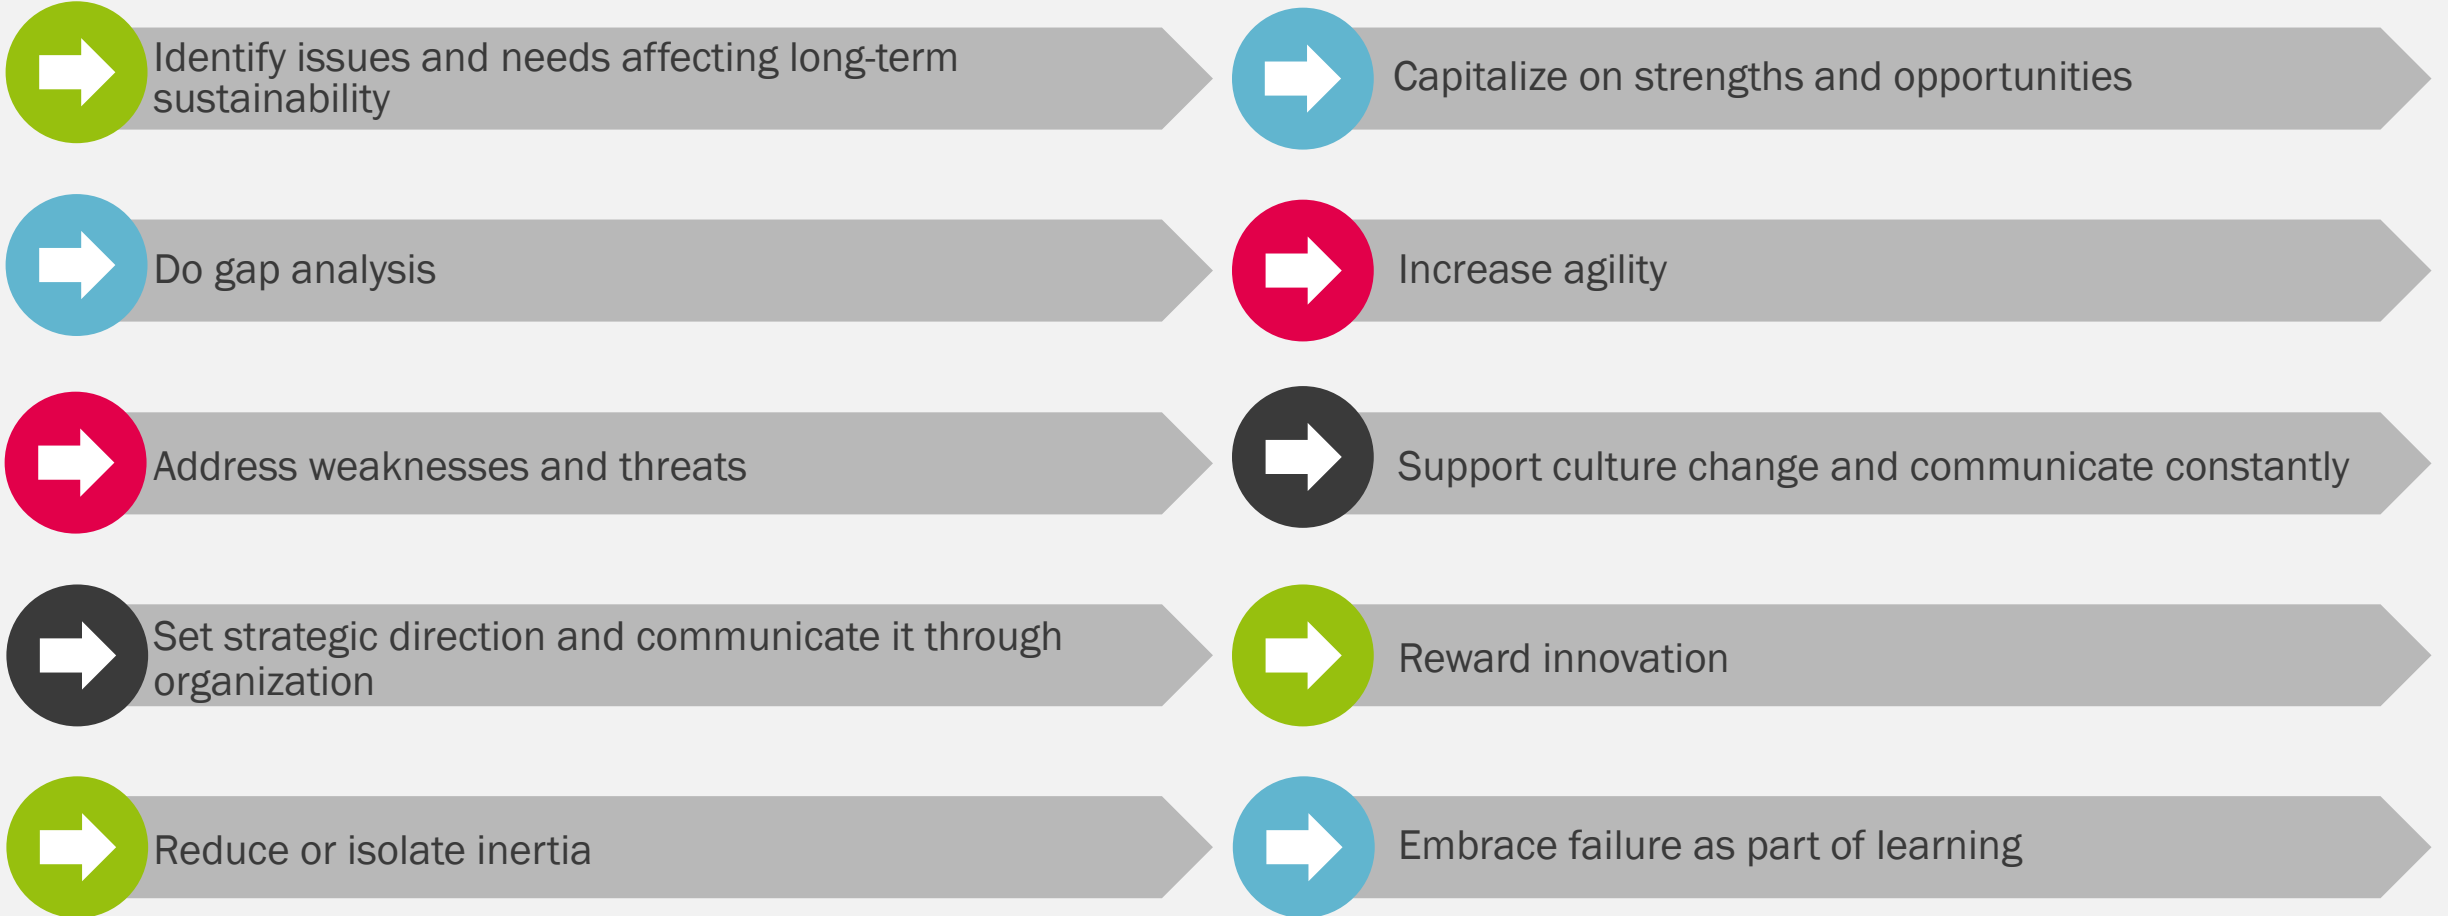 Identify issues and needs affecting long-term
sustainability
Do gap analysis
Address weaknesses and threats
Set strategic direction and communicate it through
organization
Reduce or isolate inertia
Capitalize on strengths and opportunities
Increase agility
Support culture change and communicate constantly
Reward innovation
Embrace failure as part of learning